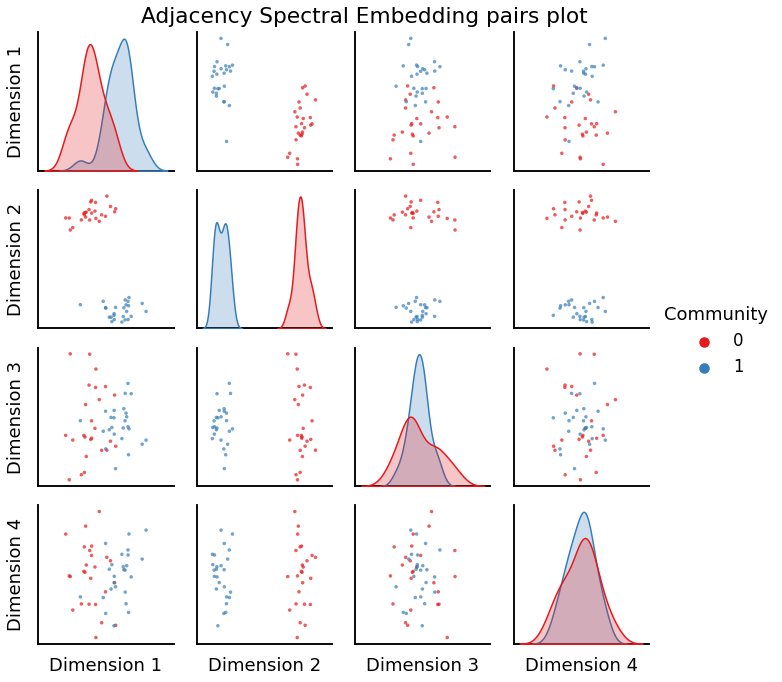 Adjacency Spectral Embedding pairs plot
Dimension 1
Dimension 2
Dimension 3
Dimension 4
Community
0
1
Dimension 1
Dimension 2
Dimension 3
Dimension 4